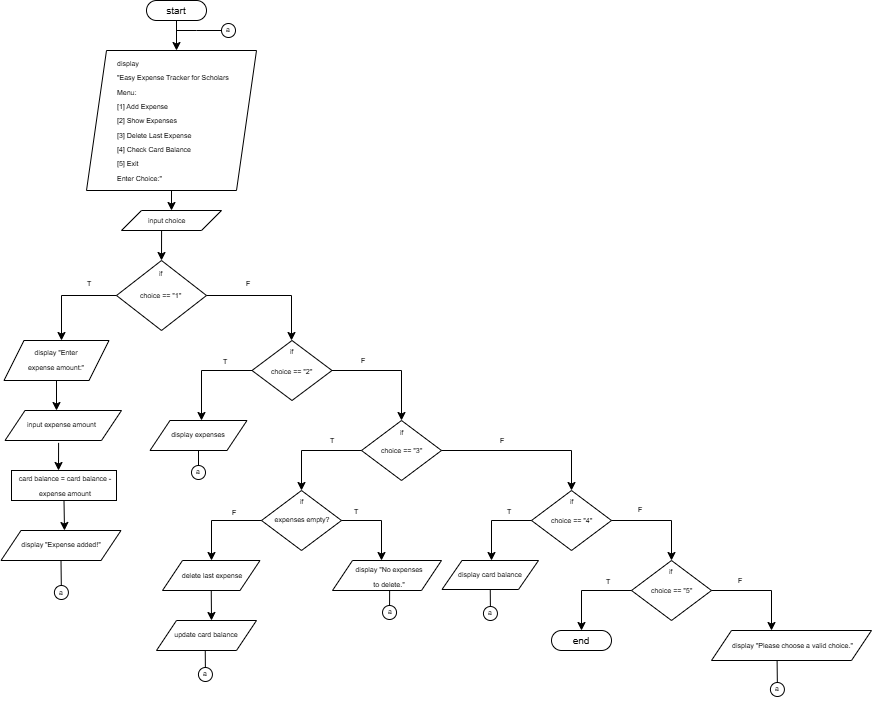 start
a
display
"Easy Expense Tracker for Scholars
Menu:
[1] Add Expense
[2] Show Expenses
[3] Delete Last Expense
[4] Check Card Balance
[5] Exit
Enter Choice:"
input choice
if
choice == "1"
T
F
display "Enter
expense amount:"
input expense amount
card balance = card balance -
expense amount
display "Expense added!"
a
if
choice == "2"
T
F
display expenses
a
if
choice == "3"
T
F
if
expenses empty?
F
T
delete last expense
update card balance
a
display "No expenses
to delete."
a
if
choice == "4"
T
F
display card balance
a
if
choice == "5"
T
F
end
display "Please choose a valid choice."
a